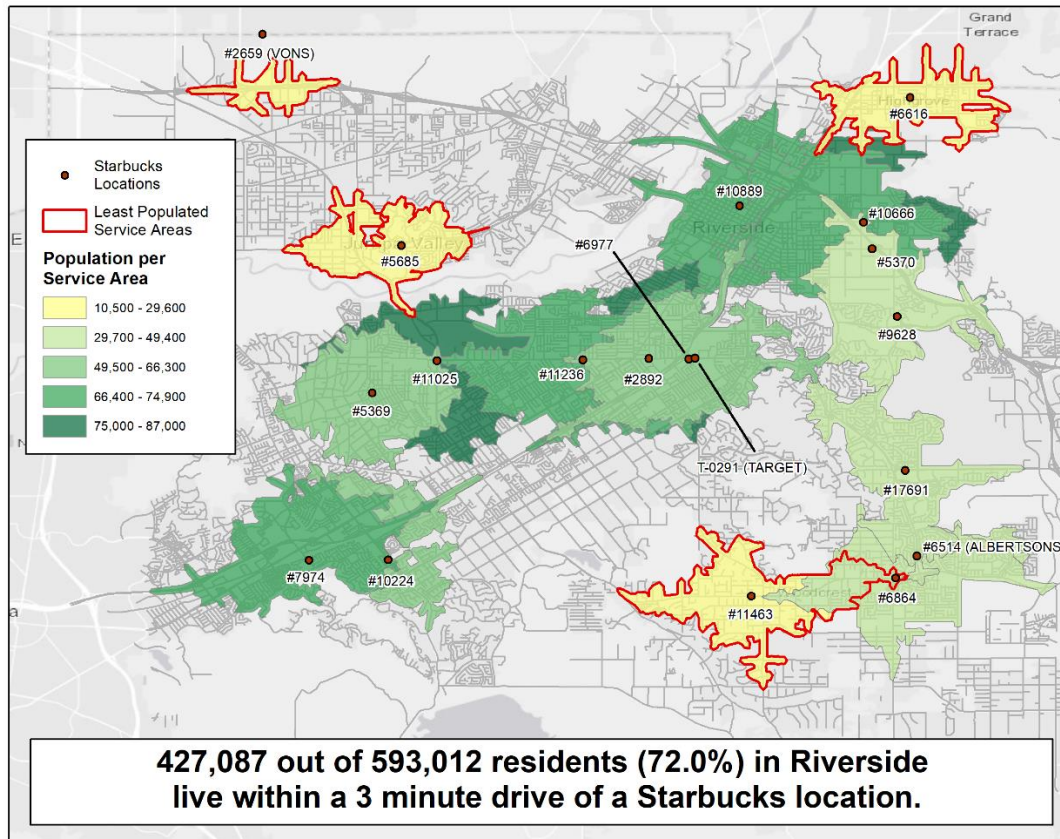 Grand
Terrace
#2659 (VONS)
Highgrove
#6616
Starbucks
Locations
Least Populated
Service Areas
Population per
Service Area
10,500 - 29,600
29,700 - 49,400
49,500 - 66,300
66,400 - 74,900
75,000 - 87,000
E
#10889
Riverside
#10666
#6977
#5370
Valley
#5685
#9628
#11025
#11236
#2892
#5369
T-0291 (TARGET)
#17691
#6514 (ALBERTSONS)
#7974
#10224
#6864
#11463
a
427,087 out of 593,012 residents (72.0%) in Riverside
live within a 3 minute drive of a Starbucks location.